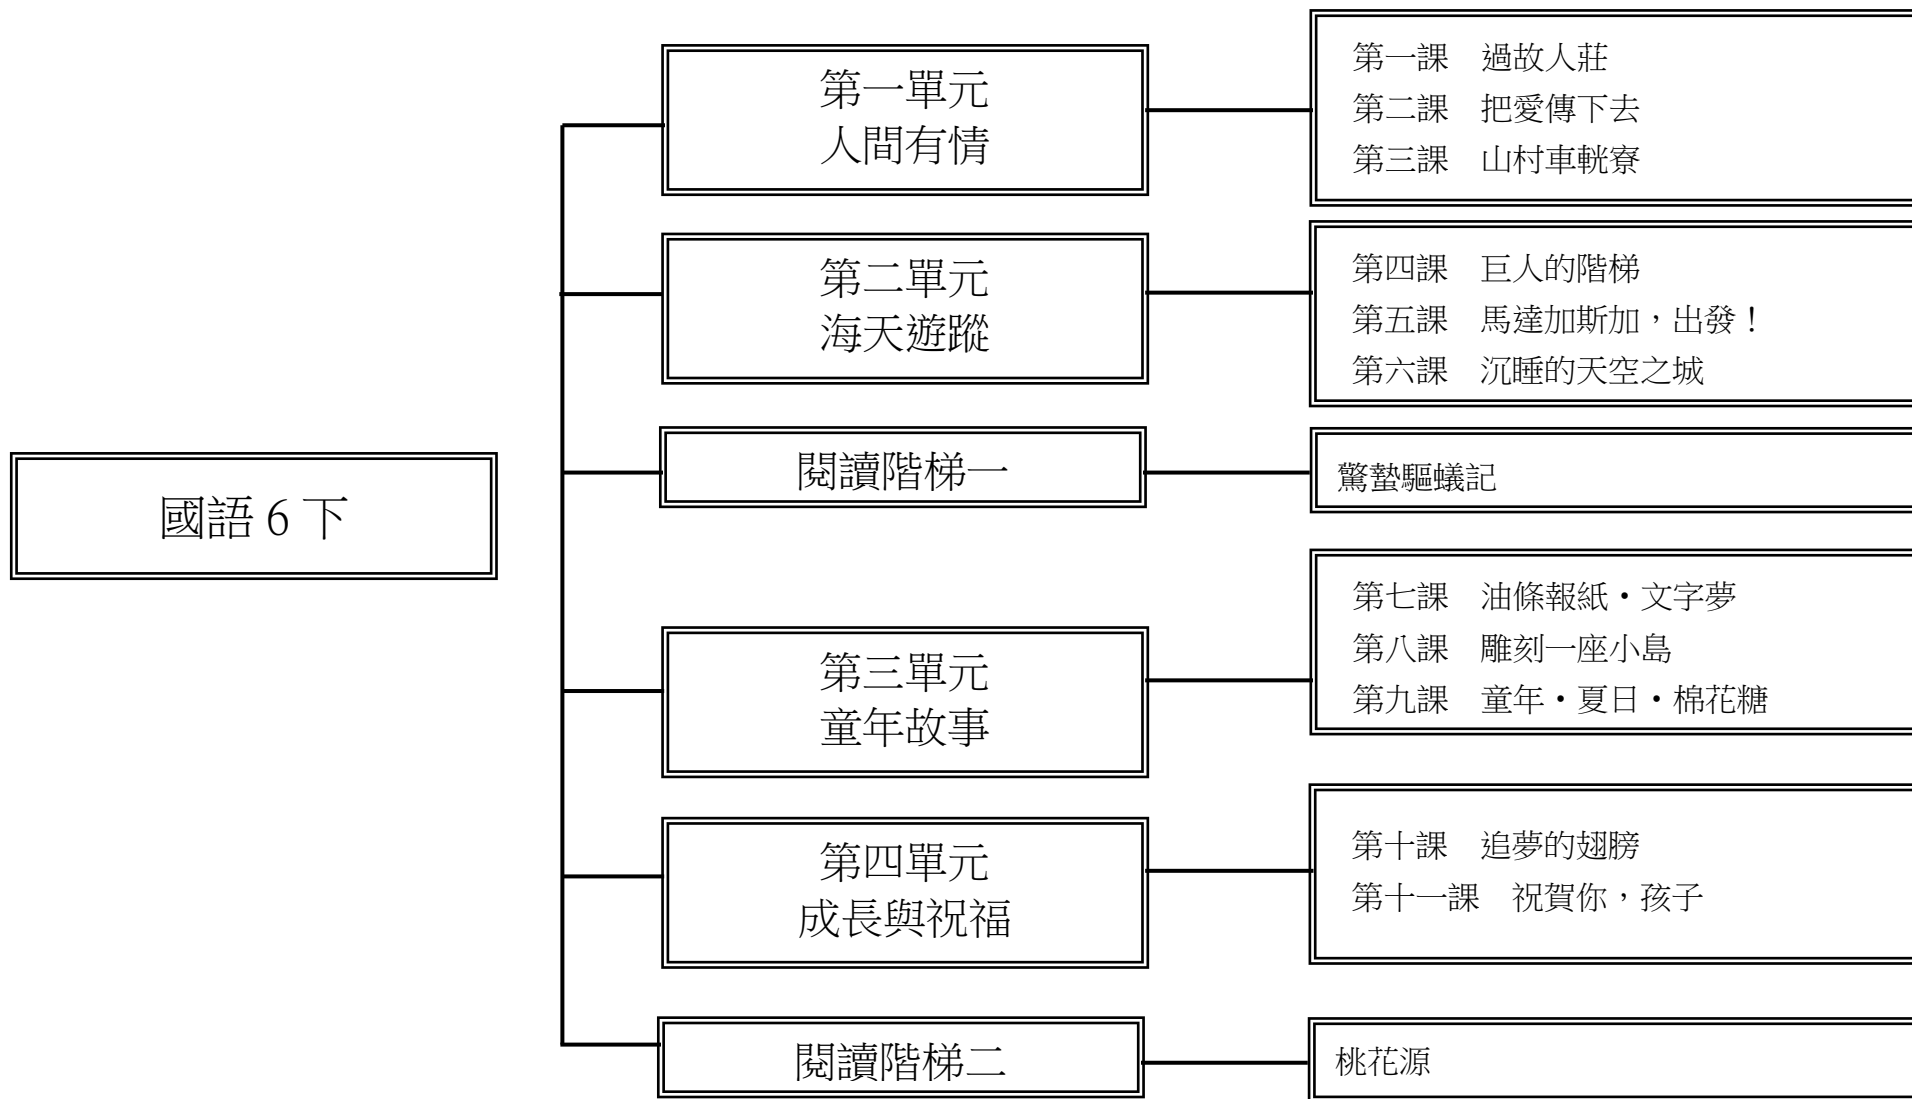 國語 6 下
第一單元
人間有情
第一課　過故人莊
第二課　把愛傳下去
第三課　山村車輄寮
第二單元
海天遊蹤
第四課　巨人的階梯
第五課　馬達加斯加，出發！
第六課　沉睡的天空之城
閱讀階梯一
驚蟄驅蟻記
第三單元
童年故事
第七課　油條報紙・文字夢
第八課　雕刻一座小島
第九課　童年・夏日・棉花糖
第四單元
成長與祝福
第十課　追夢的翅膀
第十一課　祝賀你，孩子
閱讀階梯二
桃花源